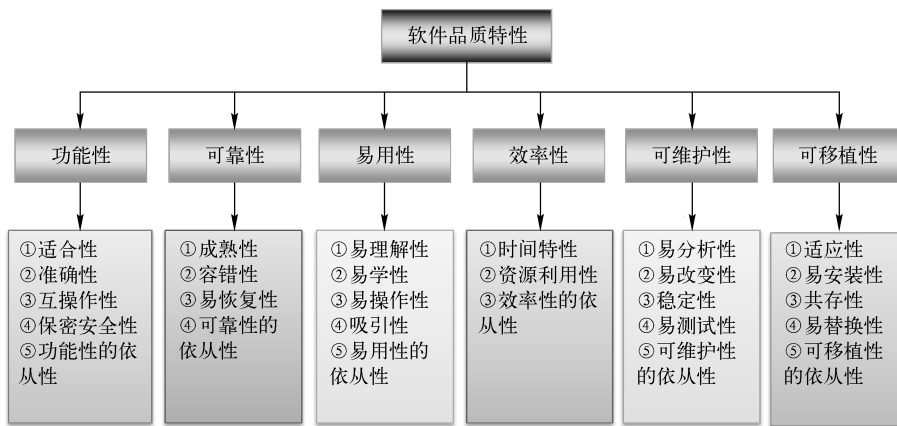 软件品质特性
功能性
可靠性
易用性
效率性
可维护性
可移植性
①适合性
②准确性
③互操作性
④保密安全性
⑤功能性的依
从性
①成熟性
②容错性
③易恢复性
④可靠性的
依从性
①易理解性
②易学性
③易操作性
④吸引性
⑤易用性的
依从性
①时间特性
②资源利用性
③效率性的依
从性
①易分析性
②易改变性
③稳定性
④易测试性
⑤可维护性
的依从性
①适应性
②易安装性
③共存性
④易替换性
⑤可移植性
的依从性